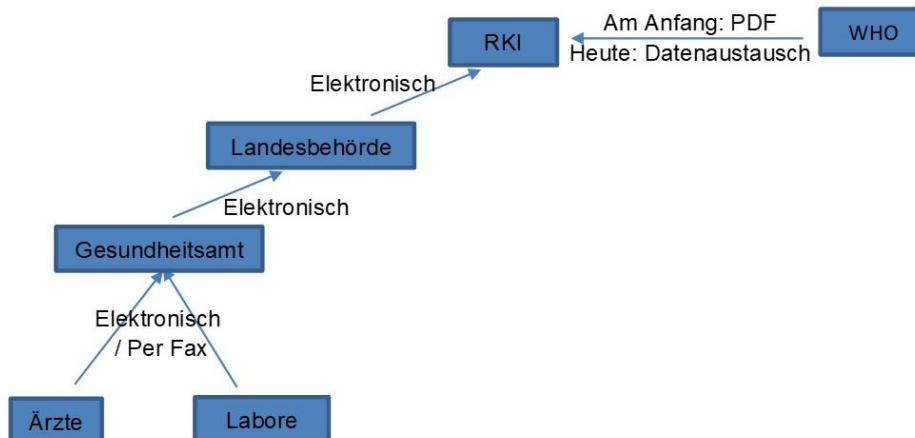 RKI
Am Anfang: PDF
Heute: Datenaustausch
WHO
Elektronisch
Landesbehörde
Elektronisch
Gesundheitsamt
Elektronisch
/ Per Fax
Ärzte
Labore